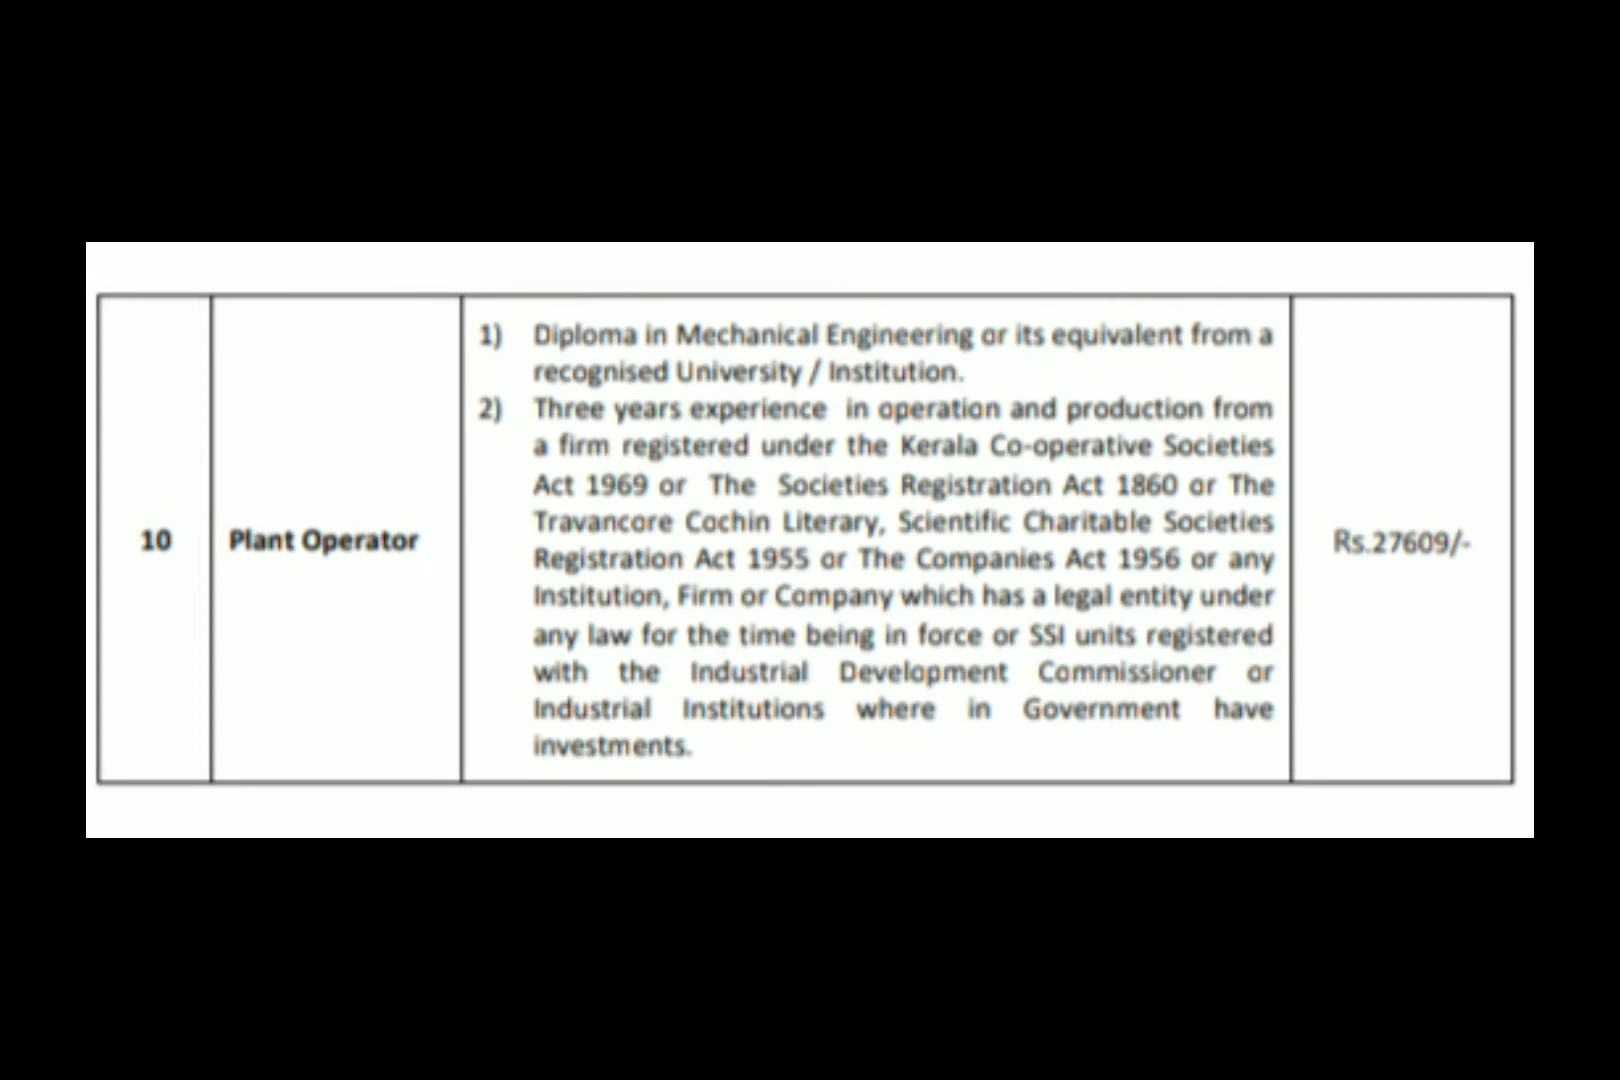 1) Diploma in Mechanical Engineering or its equivalent from a
recognised University / Institution.
2) Three years experience in operation and production from
a firm registered under the Kerala Co-operative Societies
Act 1969 or The Societies Registration Act 1860 or The
Travancore Cochin Literary, Scientific Charitable Societies
10 Plant Operator Rs.27609/-
Registration Act 1955 or The Companies Act 1956 or any
Institution, Firm or Company which has a legal entity under
any law for the time being in force or SSI units registered
with the Industrial Development Commissioner or
Industrial Institutions where in Government have
investments.